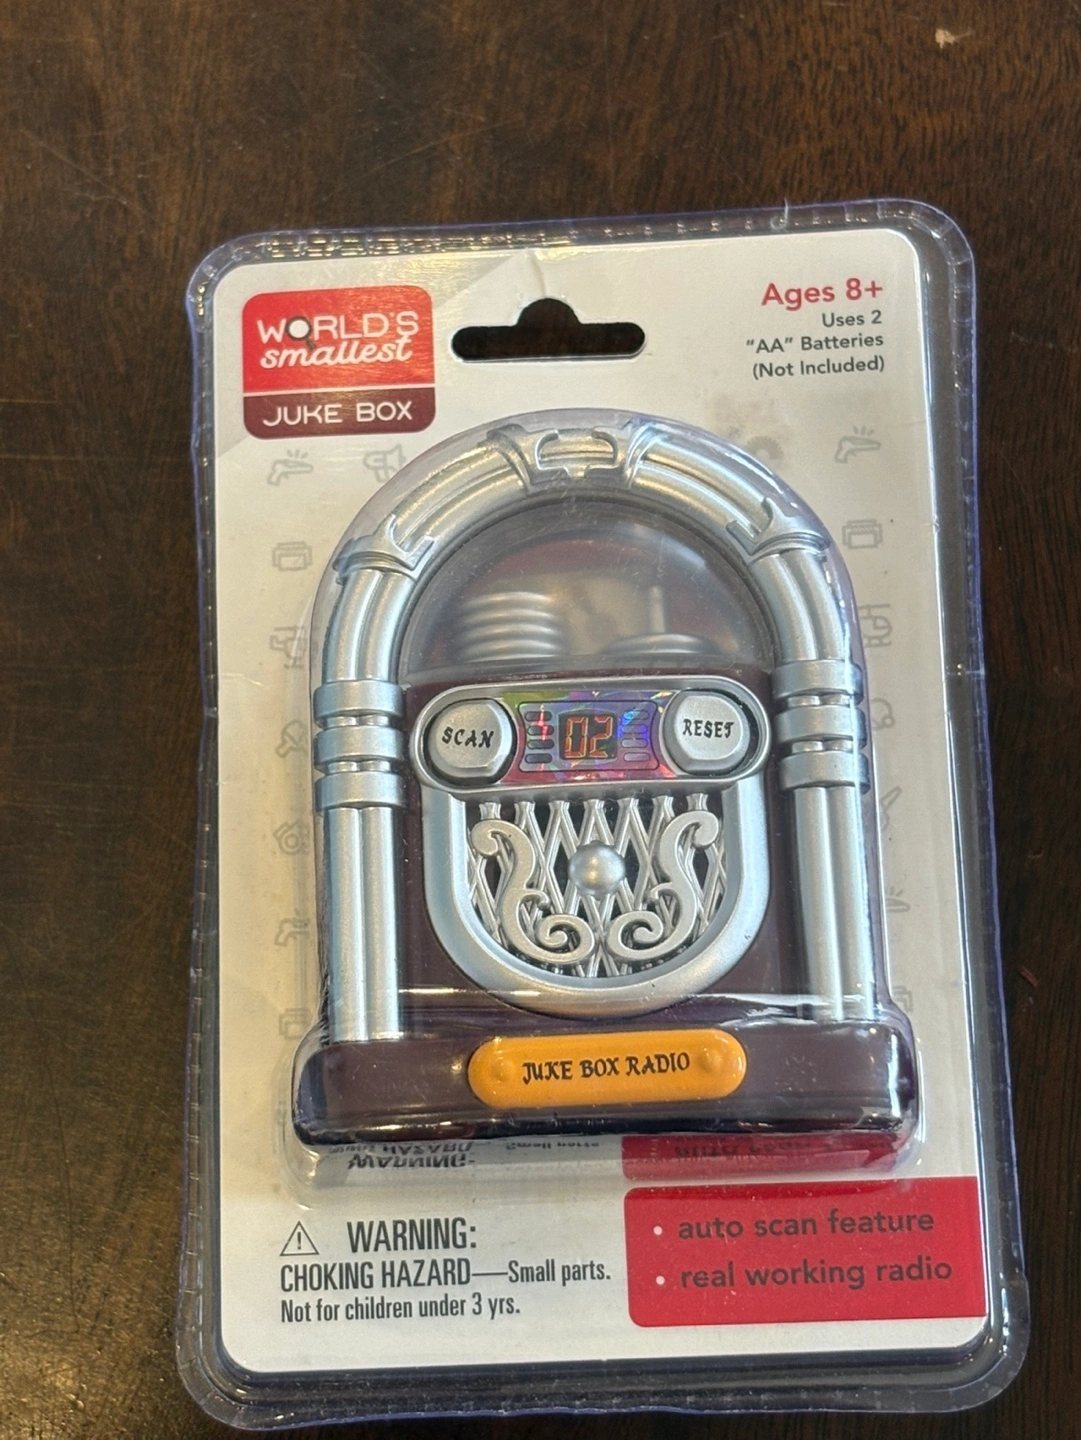 WORLD'S
smallest
JUKE BOX
Ages 8+
Uses 2
"AA" Batteries
(Not Included)
SCAN
02
RESET
JUKE BOX RADIO
WARNING:
CHOKING HAZARD—Small parts.
Not for children under 3 yrs.
• auto scan feature
• real working radio